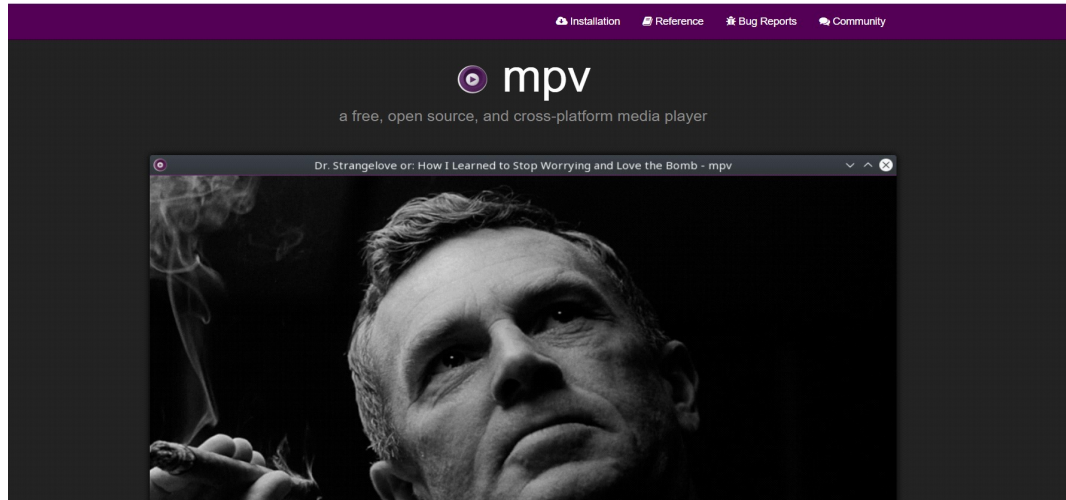 Installation Reference Bug Reports Community
mpv
a free, open source, and cross-platform media player
Dr. Strangelove or: How I Learned to Stop Worrying and Love the Bomb - mpv